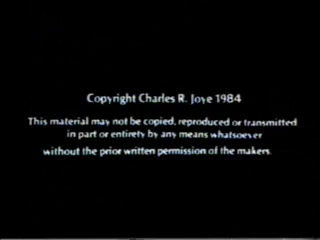 Copyright Charles R. Joye 1984
This material may not be copied, reproduced or transmitted
in part or entirety by any means whatsoever
without the prior written permission of the makers.